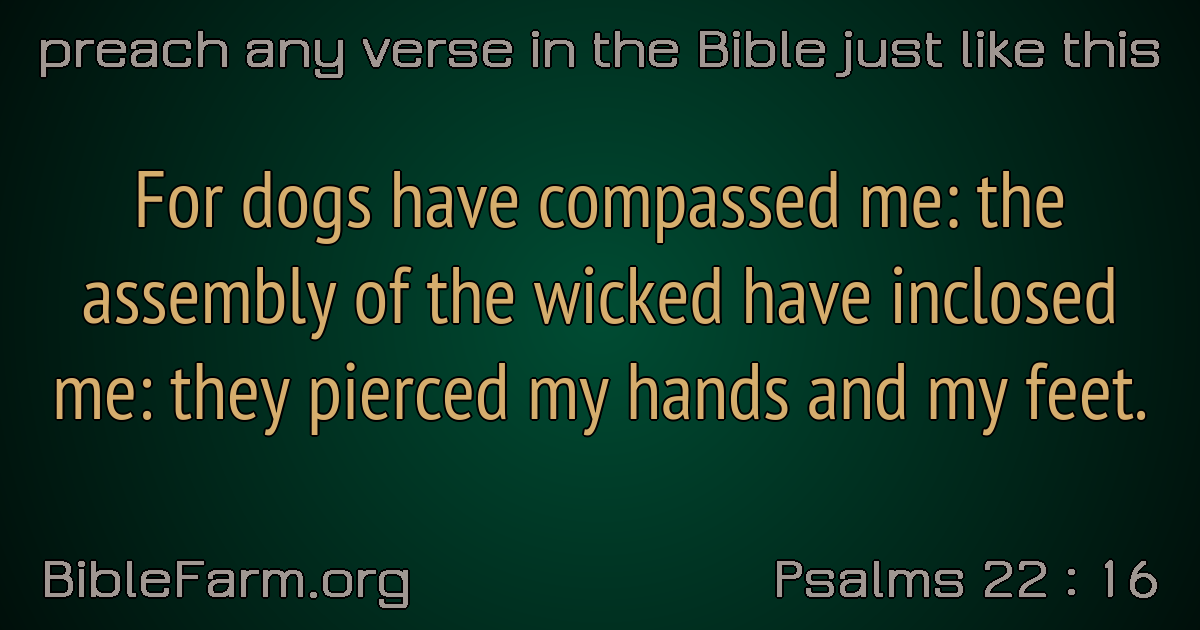 preach any verse in the Bible just like this
For dogs have compassed me: the
assembly of the wicked have inclosed
me: they pierced my hands and my feet.
BibleFarm.org
Psalms 22 : 16